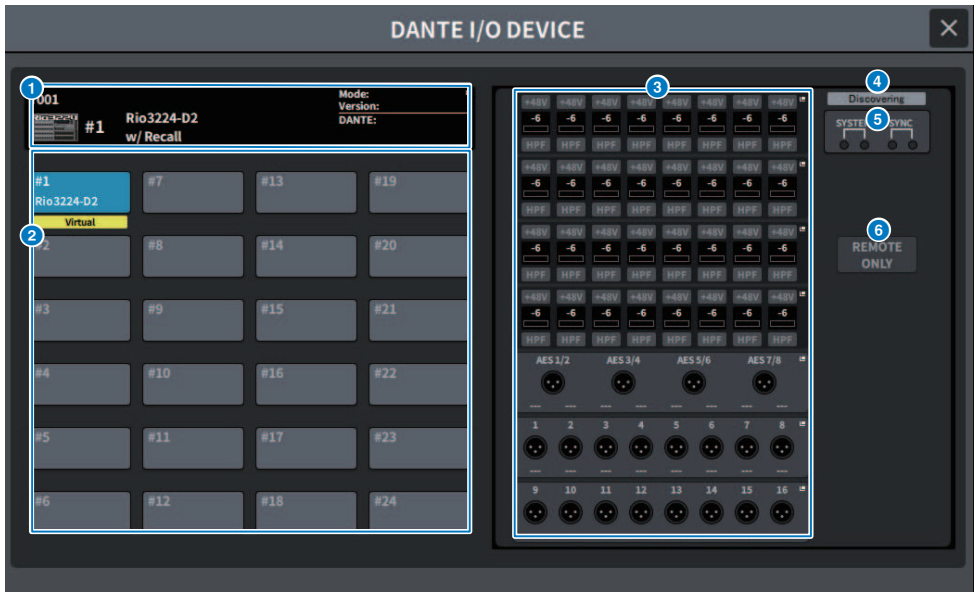 DANTE I/O DEVICE
1
001
#1
Rio3224-D2
w/ Recall
Mode:
Version:
DANTE:
2
#1
Rio3224-D2
Virtual
#7
#13
#19
#2
#8
#14
#20
#3
#9
#15
#21
#4
#10
#16
#22
#5
#11
#17
#23
#6
#12
#18
#24
3
+48V +48V +48V +48V +48V +48V +48V +48V
-6 -6 -6 -6 -6 -6 -6 -6
HPF HPF HPF HPF HPF HPF HPF HPF
+48V +48V +48V +48V +48V +48V +48V +48V
-6 -6 -6 -6 -6 -6 -6 -6
HPF HPF HPF HPF HPF HPF HPF HPF
+48V +48V +48V +48V +48V +48V +48V +48V
-6 -6 -6 -6 -6 -6 -6 -6
HPF HPF HPF HPF HPF HPF HPF HPF
+48V +48V +48V +48V +48V +48V +48V +48V
-6 -6 -6 -6 -6 -6 -6 -6
HPF HPF HPF HPF HPF HPF HPF HPF
AES 1/2 AES 3/4 AES 5/6 AES 7/8
--- --- --- --- --- --- --- ---
1 2 3 4 5 6 7 8
--- --- --- --- --- --- --- ---
9 10 11 12 13 14 15 16
4
Discovering
5
SYSTEM SYNC
6
REMOTE
ONLY